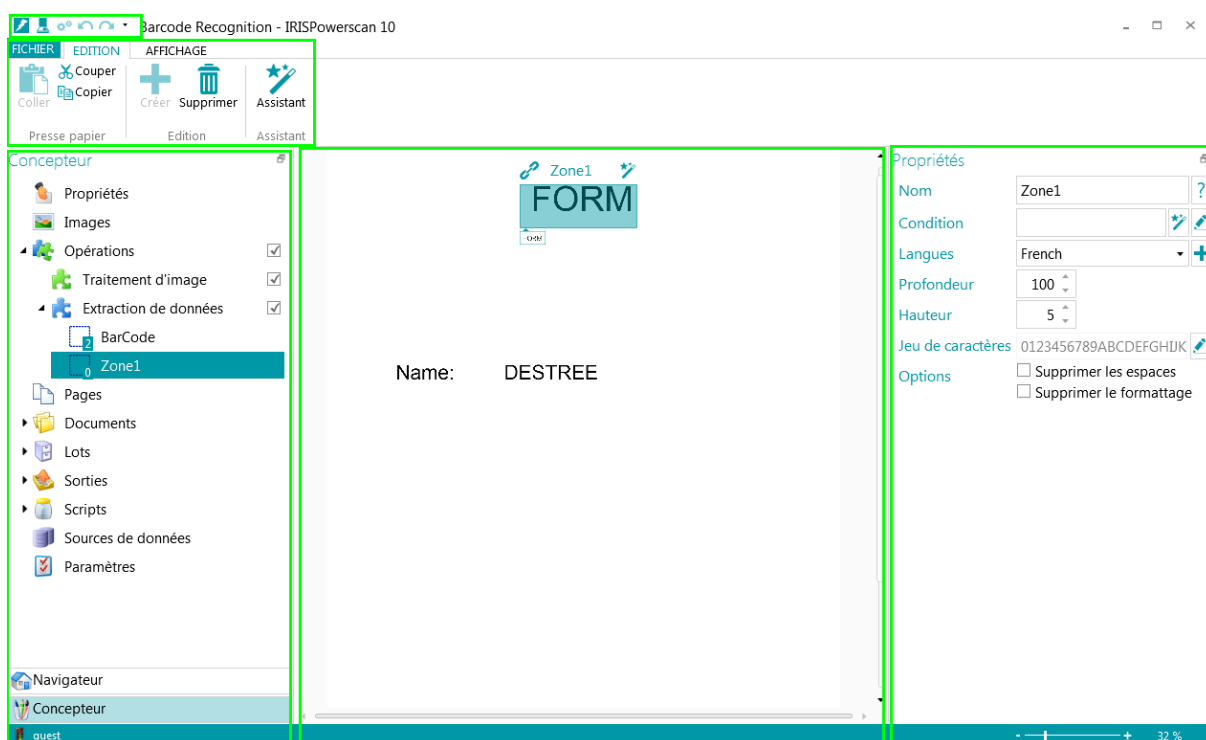 Barcode Recognition - IRISPowerscan 10
FICHIER EDITION AFFICHAGE
Coller Couper Copier Créer Supprimer Assistant
Presse papier Edition Assistant
Concepteur
Propriétés
Images
Opérations
Traitement d'image
Extraction de données
2 BarCode
0 Zone1
Pages
Documents
Lots
Sorties
Scripts
Sources de données
Paramètres
Navigateur
Concepteur
guest
Zone1
FORM
FORM
Name: DESTREE
Propriétés
Nom Zone1 ?
Condition
Langues French
Profondeur 100
Hauteur 5
Jeu de caractères 0123456789ABCDEFGHIJK
Options Supprimer les espaces
Supprimer le formattage
32 %